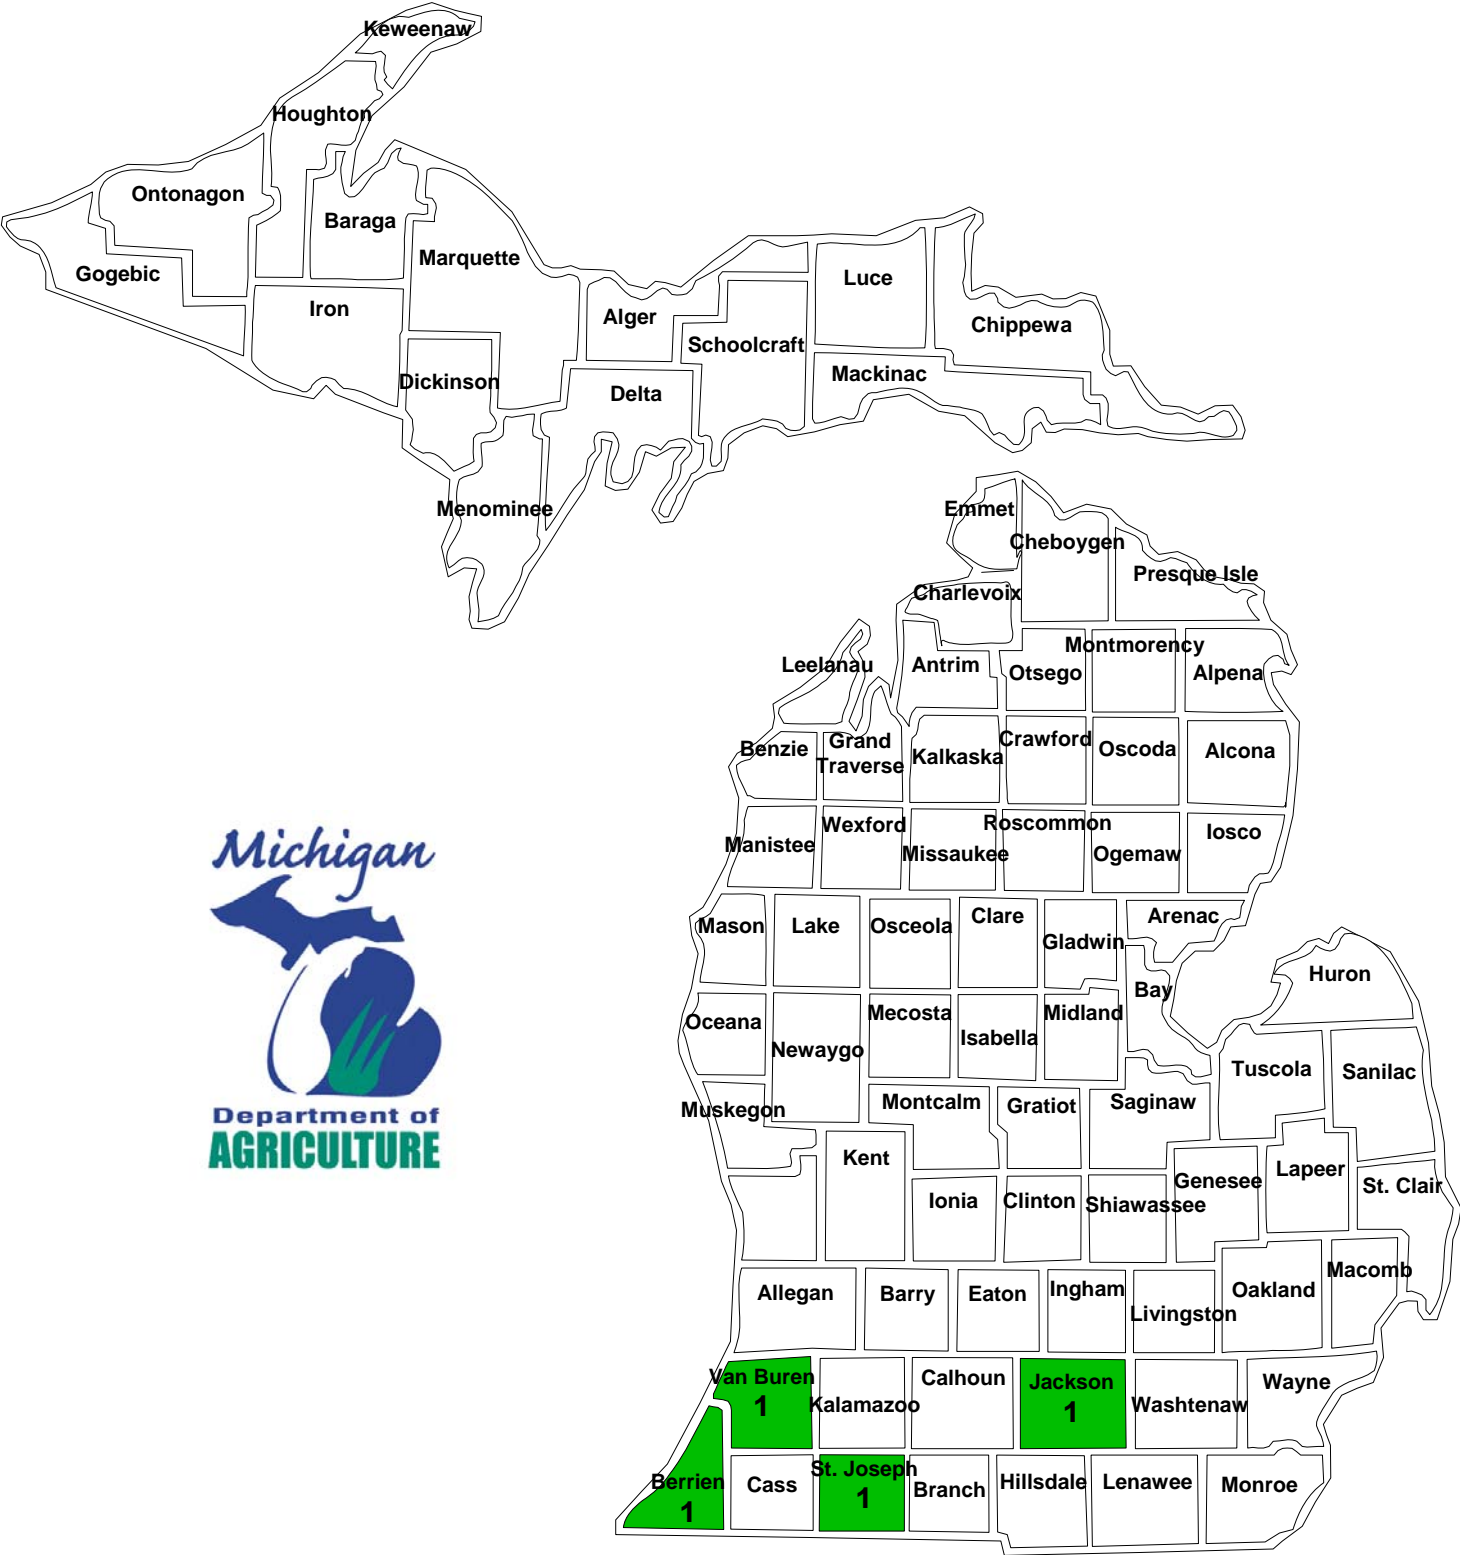 Keweenaw
Houghton
Ontonagon
Baraga
Marquette
Gogebic
Luce
Iron
Alger
Chippewa
Schoolcraft
Mackinac
Dickinson
Delta
Menominee
Emmet
Cheboygen
Presque Isle
Charlevoix
Montmorency
Leelanau
Antrim
Otsego
Alpena
Benzie
Grand
Traverse
Kalkaska
Crawford
Oscoda
Alcona
Manistee
Wexford
Missaukee
Roscommon
Ogemaw
Iosco
Mason
Lake
Osceola
Clare
Gladwin
Arenac
Huron
Bay
Oceana
Newaygo
Mecosta
Isabella
Midland
Tuscola
Sanilac
Muskegon
Montcalm
Gratiot
Saginaw
Kent
Ionia
Clinton
Shiawassee
Genesee
Lapeer
St. Clair
Allegan
Barry
Eaton
Ingham
Livingston
Oakland
Macomb
Van Buren
1
Kalamazoo
Calhoun
Jackson
1
Washtenaw
Wayne
Berrien
1
Cass
St. Joseph
1
Branch
Hillsdale
Lenawee
Monroe
Michigan
Department of
AGRICULTURE